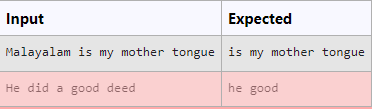 Input Expected
Malayalam is my mother tongue is my mother tongue
He did a good deed he good